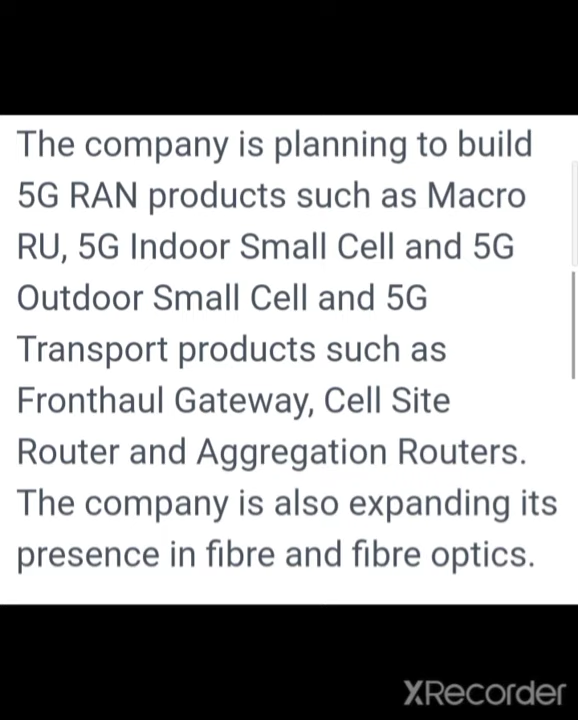 The company is planning to build
5G RAN products such as Macro
RU, 5G Indoor Small Cell and 5G
Outdoor Small Cell and 5G
Transport products such as
Fronthaul Gateway, Cell Site
Router and Aggregation Routers.
The company is also expanding its
presence in fibre and fibre optics.
XRecorder